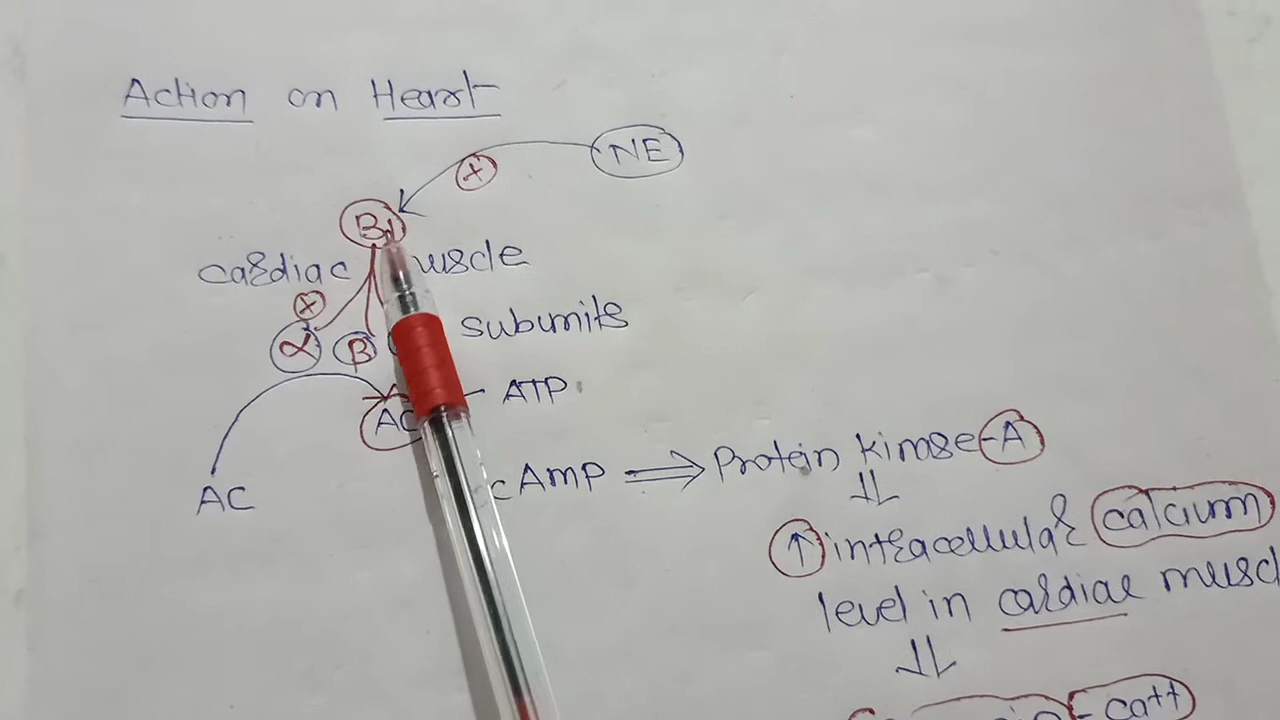 Action on Heart
NE
+
B1
cardiac muscle
+
α B subunits
AC - ATP
AC
cAmp ⇒ Protein kinase-A
⇓
↑ intracellular calcium
level in cardiac
⇓
ca++